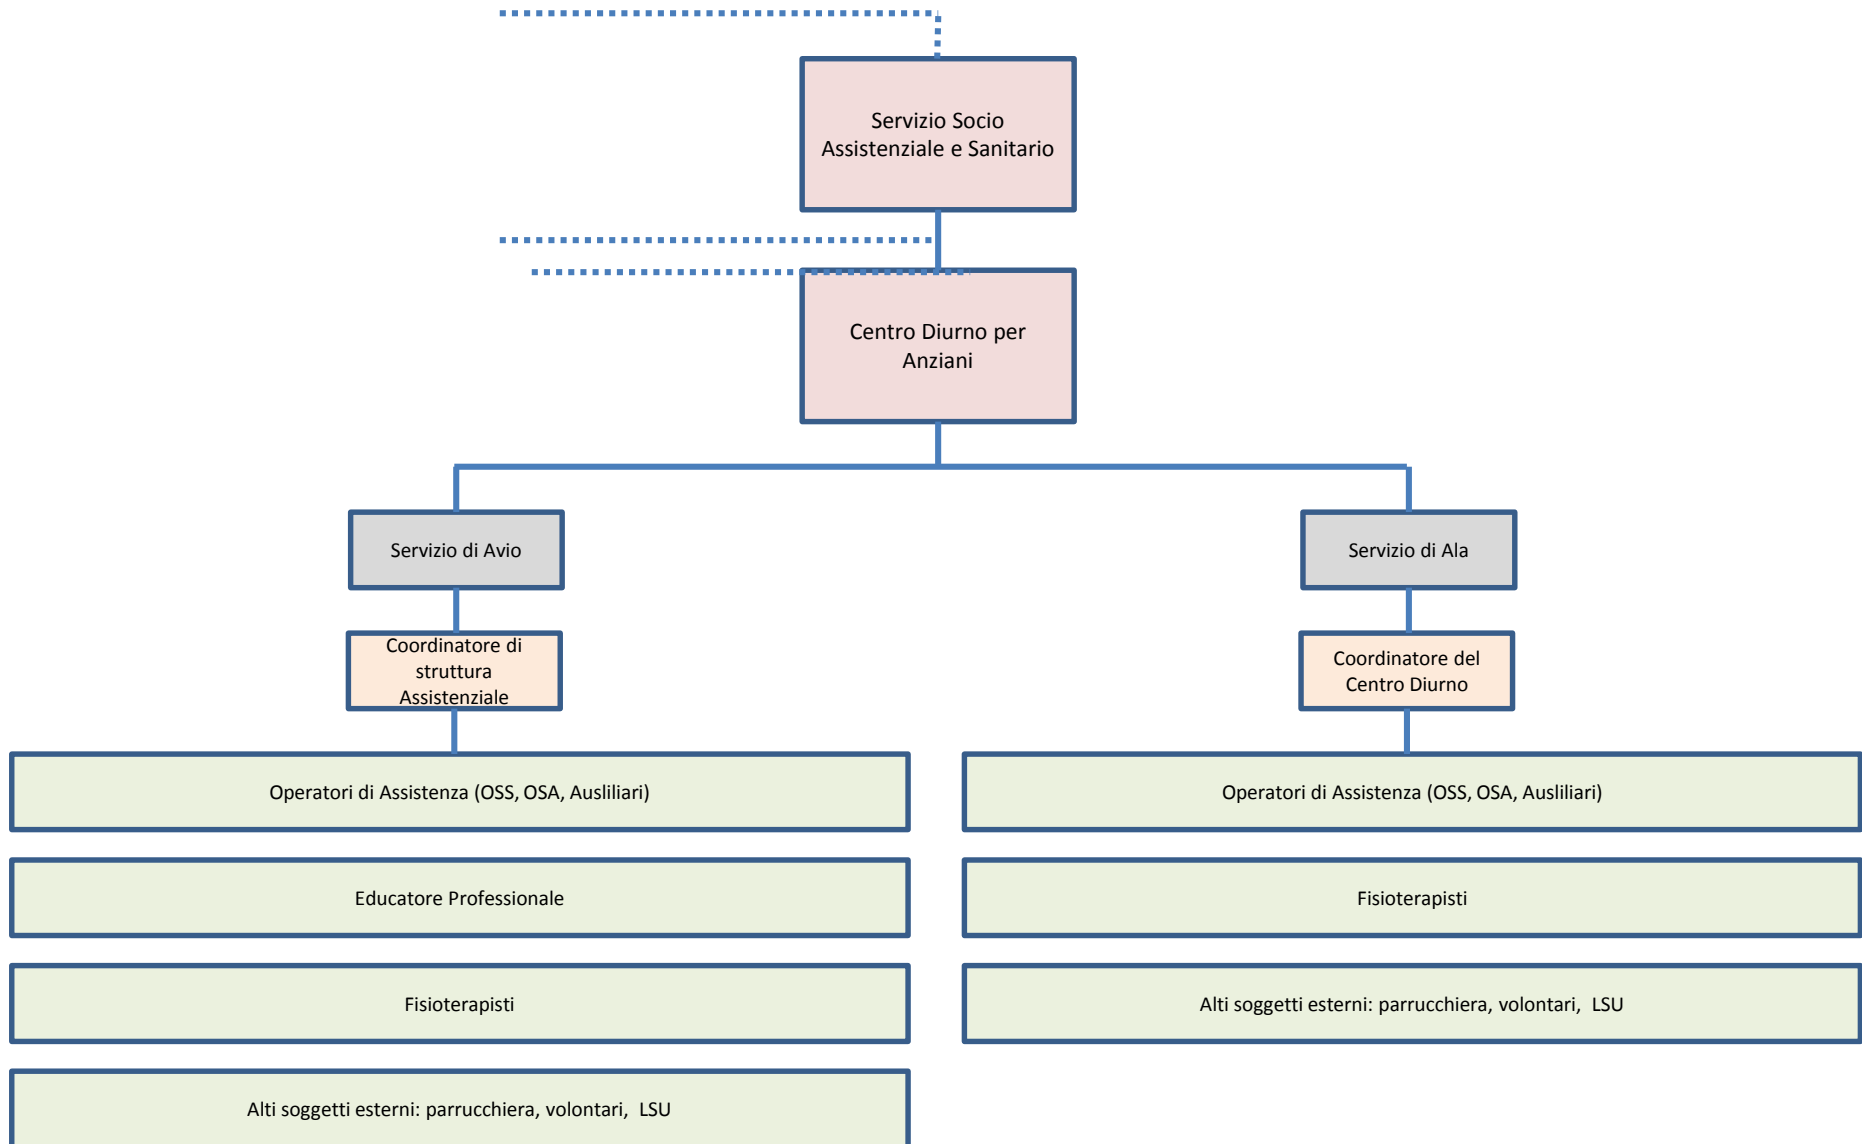 Servizio Socio
Assistenziale e Sanitario
Centro Diurno per
Anziani
Servizio di Avio
Servizio di Ala
Coordinatore di
struttura
Assistenziale
Coordinatore del
Centro Diurno
Operatori di Assistenza (OSS, OSA, Ausliliari)
Operatori di Assistenza (OSS, OSA, Ausliliari)
Educatore Professionale
Fisioterapisti
Fisioterapisti
Alti soggetti esterni: parrucchiera, volontari, LSU
Alti soggetti esterni: parrucchiera, volontari, LSU